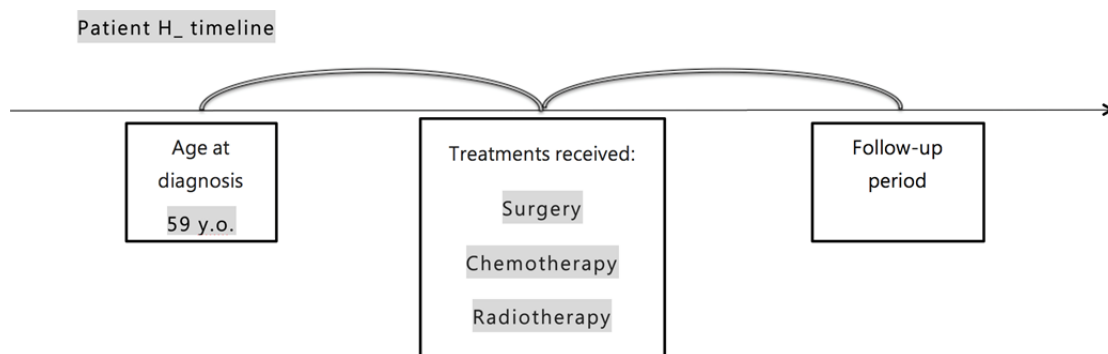 Patient H_ timeline
Age at
diagnosis
59 y.o.
Treatments received:
Surgery
Chemotherapy
Radiotherapy
Follow-up
period